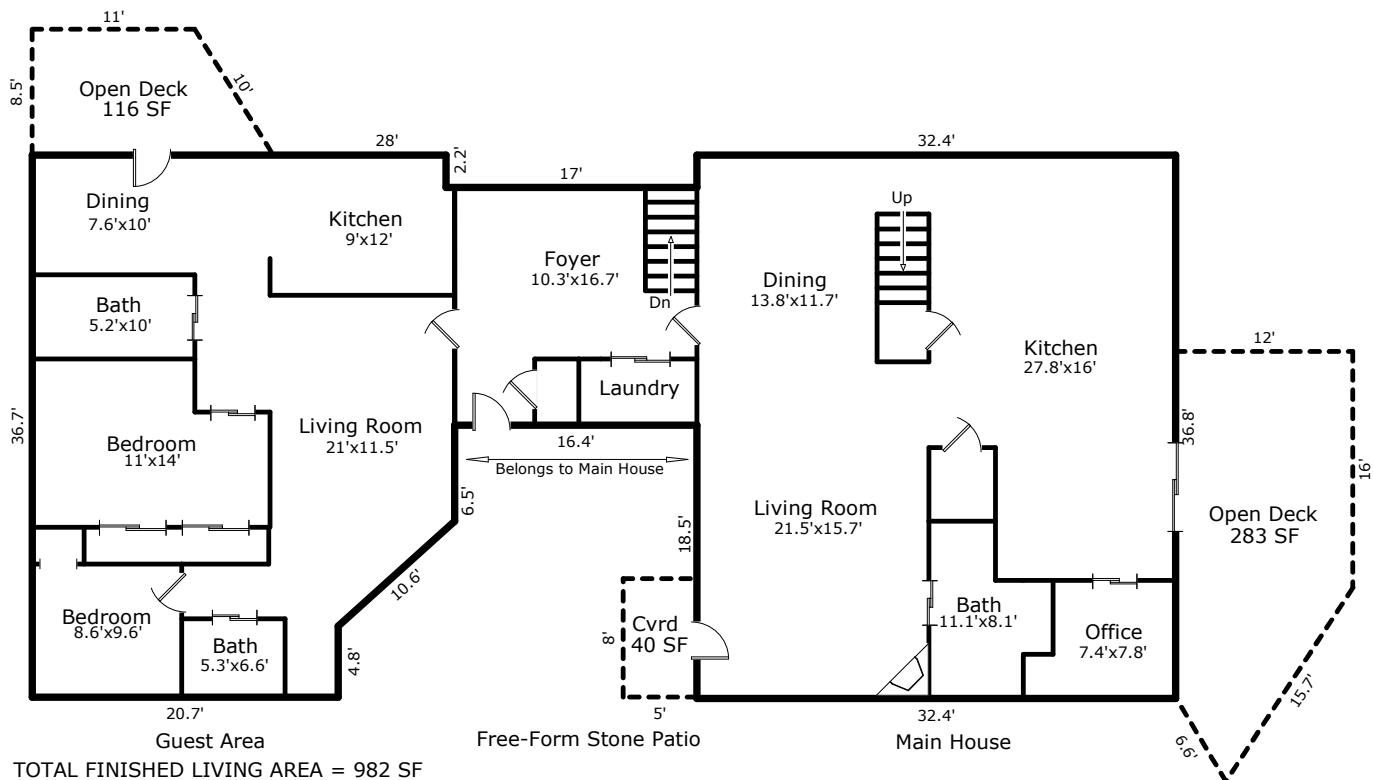 11'
8.5'
10'
Open Deck
116 SF
28'
2.2'
17'
32.4'
Dining
7.6'x10'
Kitchen
9'x12'
Foyer
10.3'x16.7'
Dn
Up
Dining
13.8'x11.7'
Kitchen
27.8'x16'
12'
Bath
5.2'x10'
Laundry
36.7'
Bedroom
11'x14'
Living Room
21'x11.5'
16.4'
Belongs to Main House
6.5'
36.8'
16'
Living Room
21.5'x15.7'
18.5'
Open Deck
283 SF
10.6'
Bedroom
8.6'x9.6'
Bath
5.3'x6.6'
4.8'
8'
Cvrd
40 SF
Bath
11.1'x8.1'
Office
7.4'x7.8'
15.7'
6.6'
20.7'
5'
32.4'
Guest Area
Free-Form Stone Patio
Main House
TOTAL FINISHED LIVING AREA = 982 SF